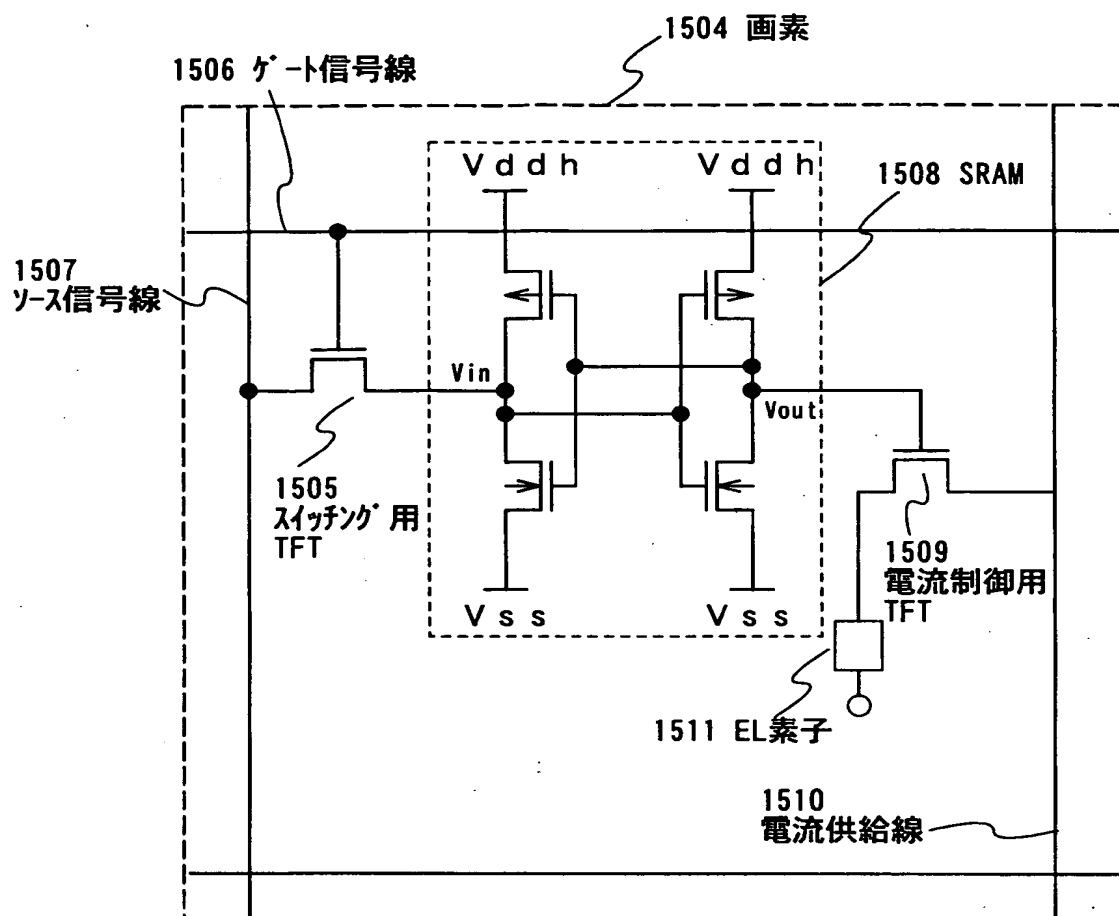 1504 画素
1506 ゲート信号線
Vddh
Vddh
1508 SRAM
1507
ソース信号線
Vin
Vout
1505
スイッチング用
TFT
1509
電流制御用
TFT
Vss
Vss
1511 EL素子
1510
電流供給線